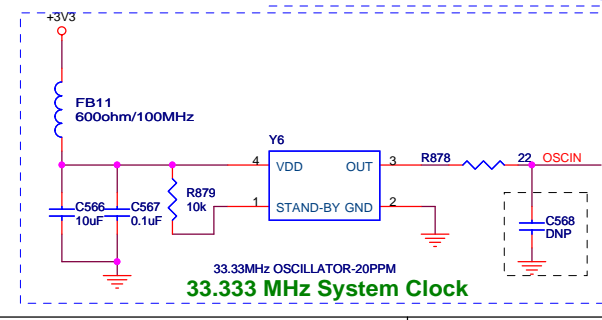 +3V3
FB11
600ohm/100MHz
Y6
4 VDD OUT 3 R878 22 OSCIN
C566 10uF
C567 0.1uF
R879 10k
1 STAND-BY GND 2
C568
DNP
33.33MHz OSCILLATOR-20PPM
33.333 MHz System Clock